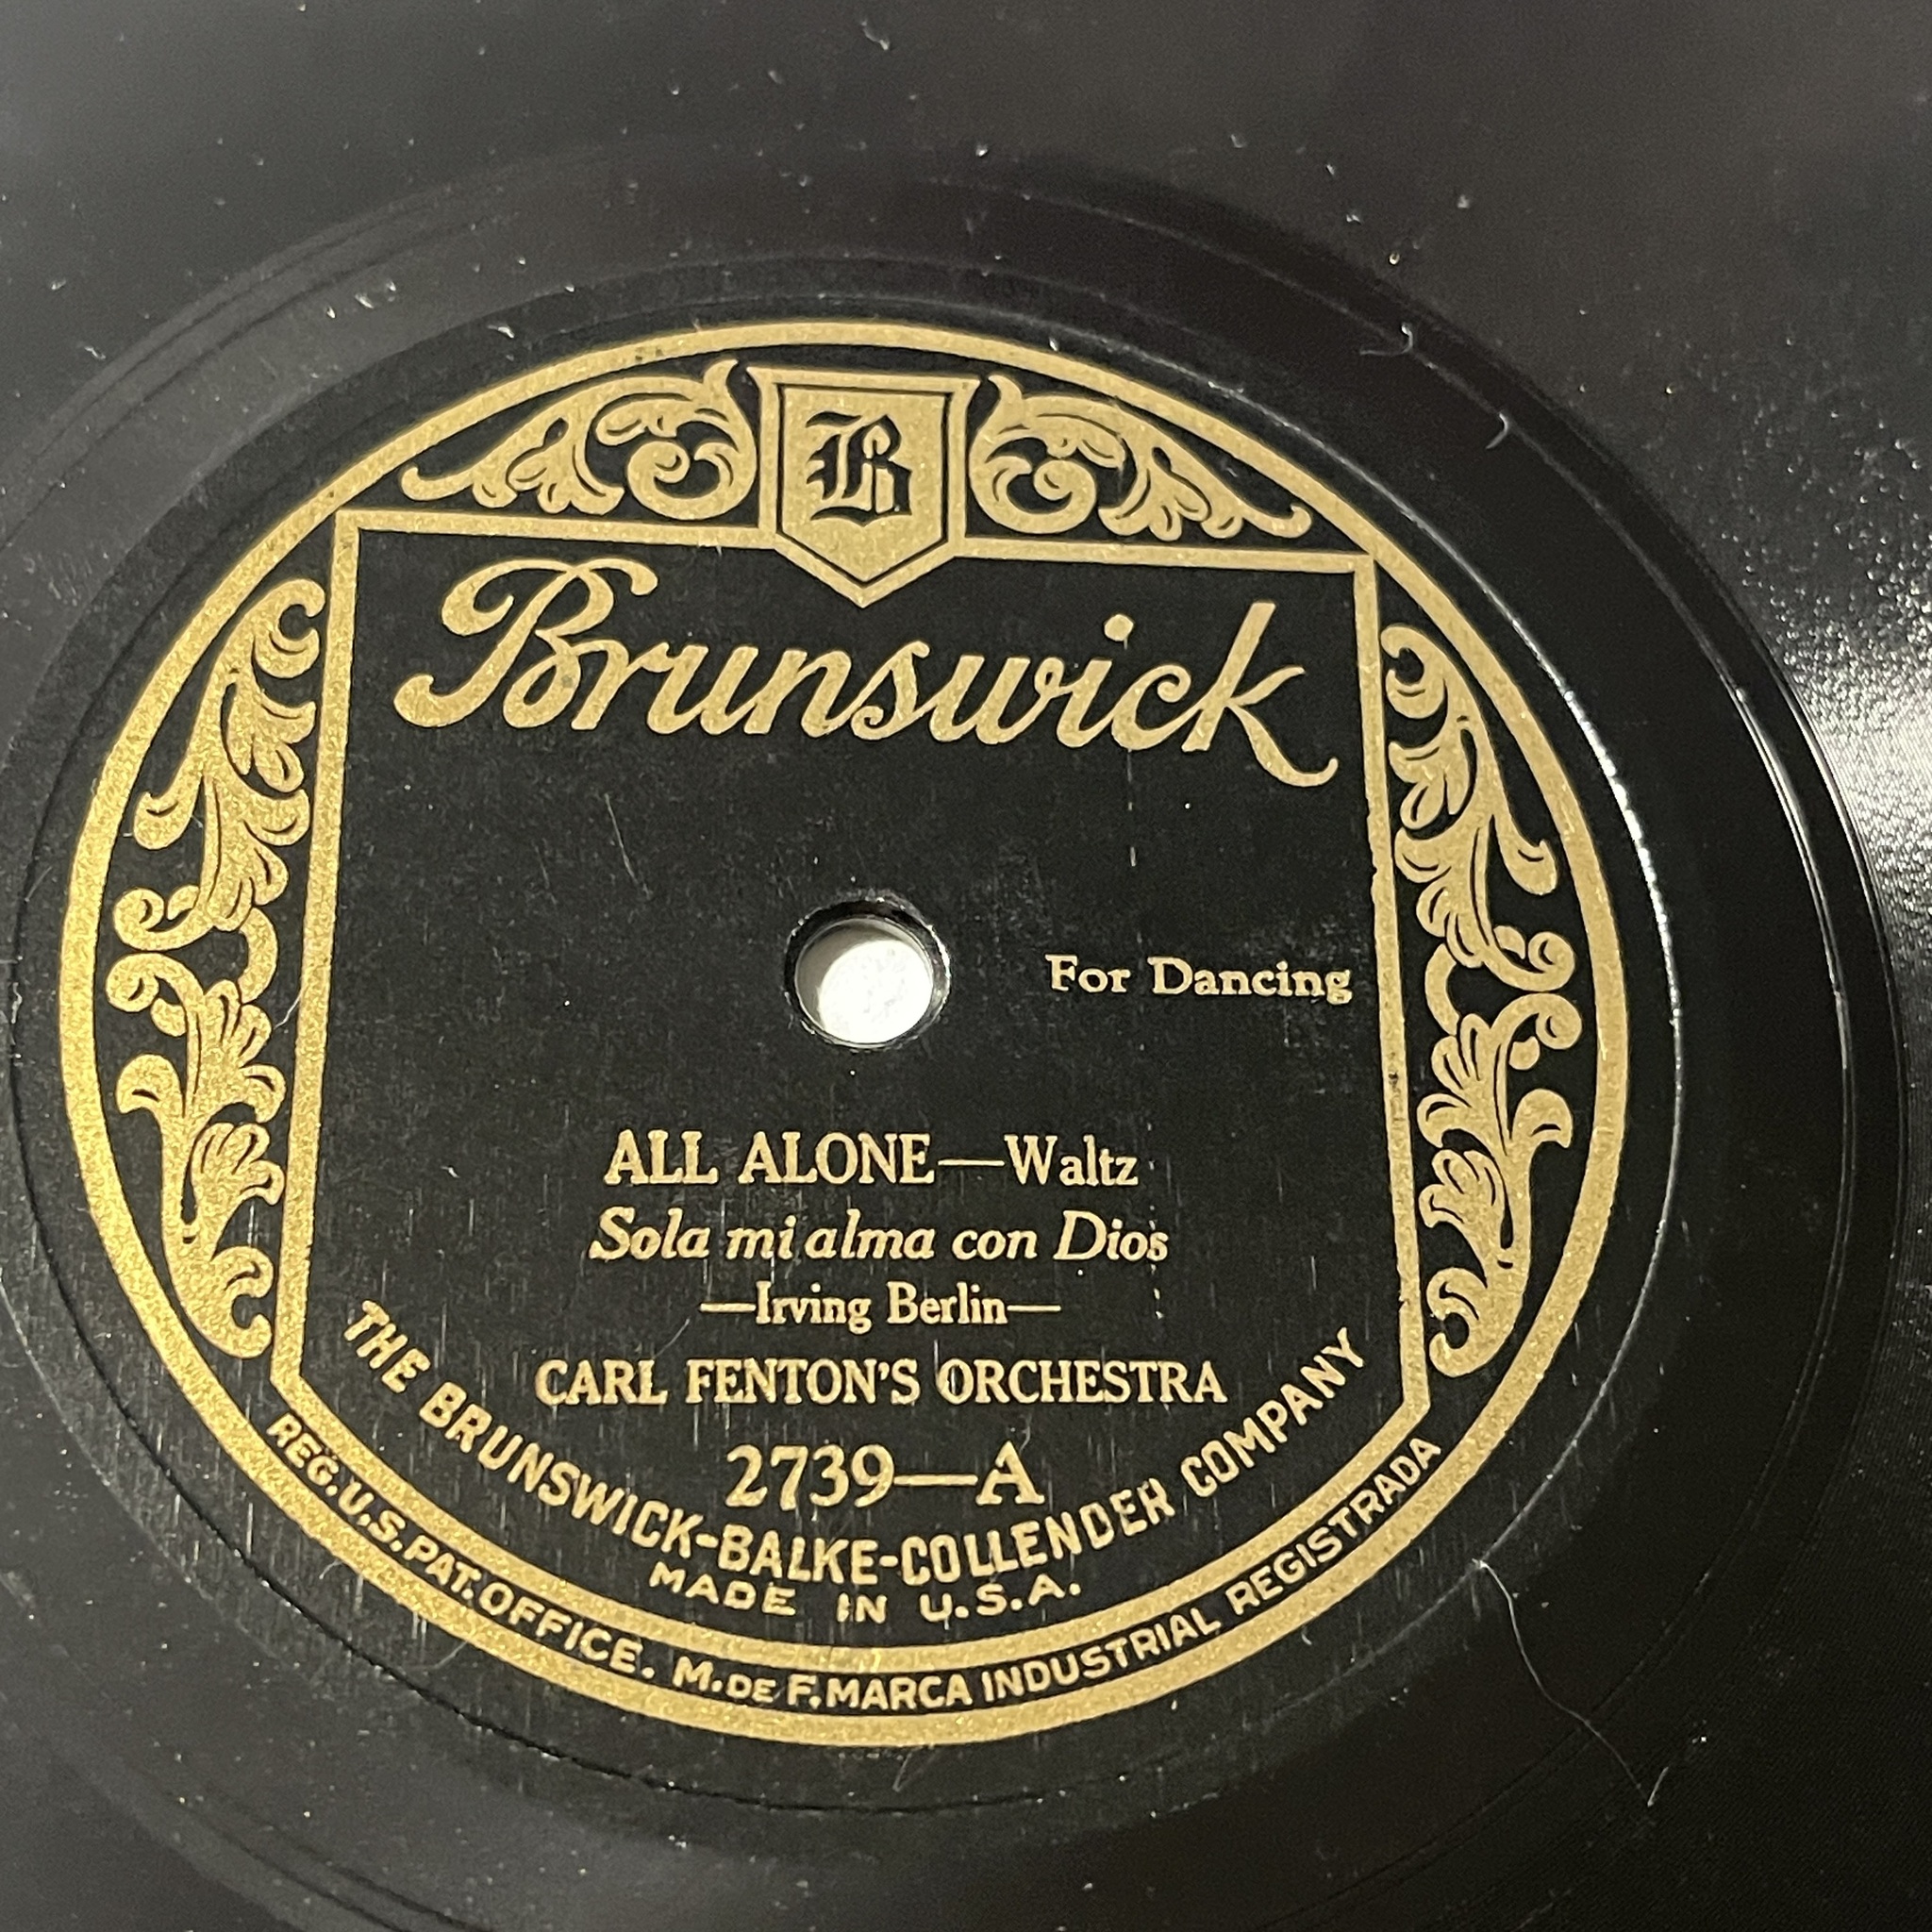 B
Brunswick
For Dancing
ALL ALONE—Waltz
Sola mi alma con Dios
—Irving Berlin—
CARL FENTON'S ORCHESTRA
2739—A
THE BRUNSWICK-BALKE-COLLENDER COMPANY
MADE IN U.S.A.
REG. U.S. PAT. OFFICE. M. DE F. MARCA INDUSTRIAL REGISTRADA